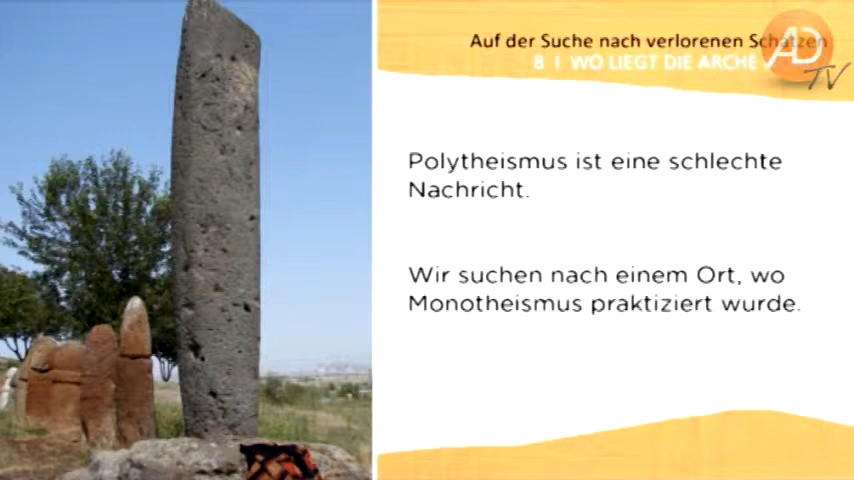 Auf der Suche nach verlorenen Schätzen
8 | WO LIEGT DIE ARCHE
AD
TV
Polytheismus ist eine schlechte
Nachricht.
Wir suchen nach einem Ort, wo
Monotheismus praktiziert wurde.